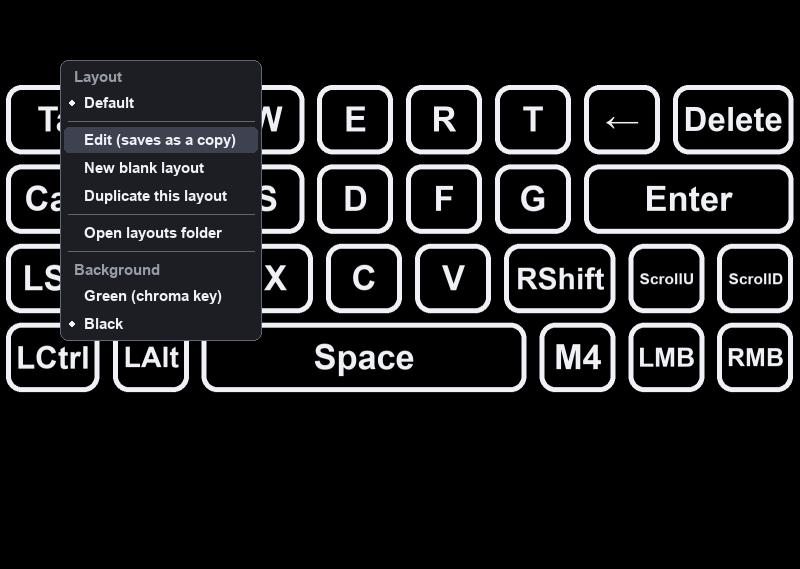 Layout
Default
Edit (saves as a copy)
New blank layout
Duplicate this layout
Open layouts folder
Background
Green (chroma key)
Black
E R T ← Delete
S D F G Enter
X C V RShift ScrollU ScrollD
LCtrl LAlt Space M4 LMB RMB